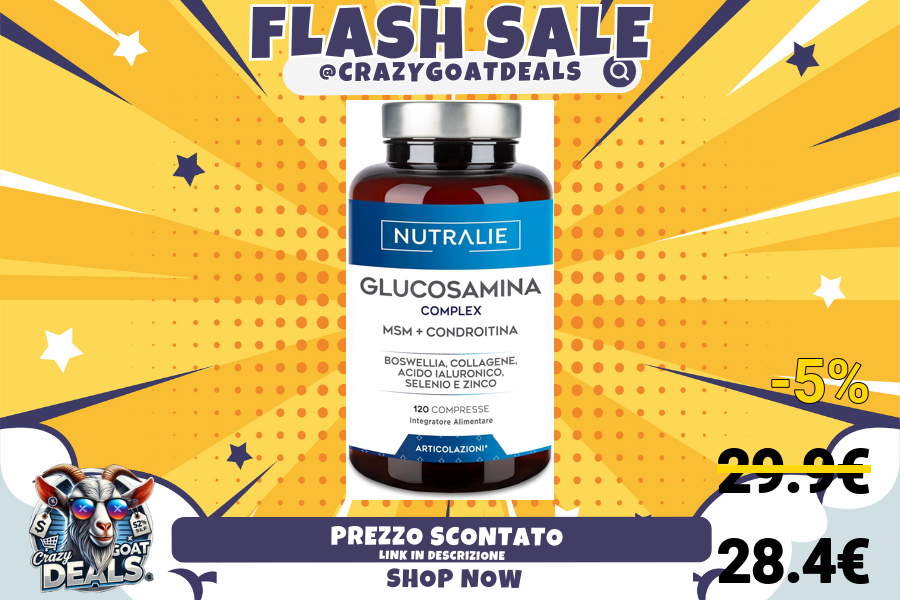 FLASH SALE
@CRAZYGOATDEALS
NUTRALIE
GLUCOSAMINA
COMPLEX
MSM + CONDROITINA
BOSWELLIA, COLLAGENE,
ACIDO IALURONICO,
SELENIO E ZINCO
120 COMPRESSE
Integratore Alimentare
ARTICOLAZIONI*
-5%
29.9€
28.4€
$
52%
Crazy
GOAT
DEALS
PREZZO SCONTATO
LINK IN DESCRIZIONE
SHOP NOW